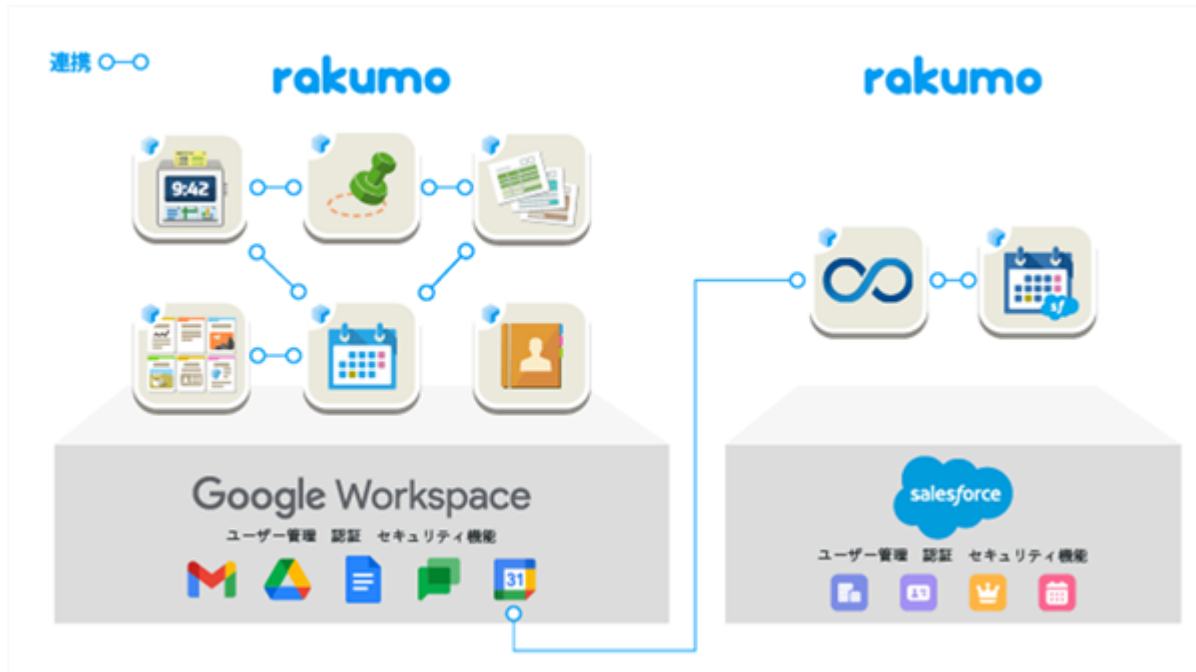 連携
rakumo
rakumo
9:42
sf
Google Workspace
ユーザー管理 認証 セキュリティ機能
31
salesforce
ユーザー管理 認証 セキュリティ機能